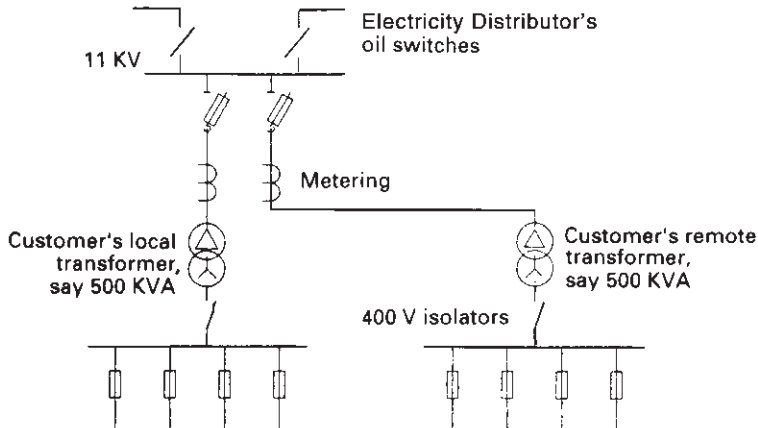 Electricity Distributor's
oil switches
11 KV
Metering
Customer's local
transformer,
say 500 KVA
Customer's remote
transformer,
say 500 KVA
400 V isolators